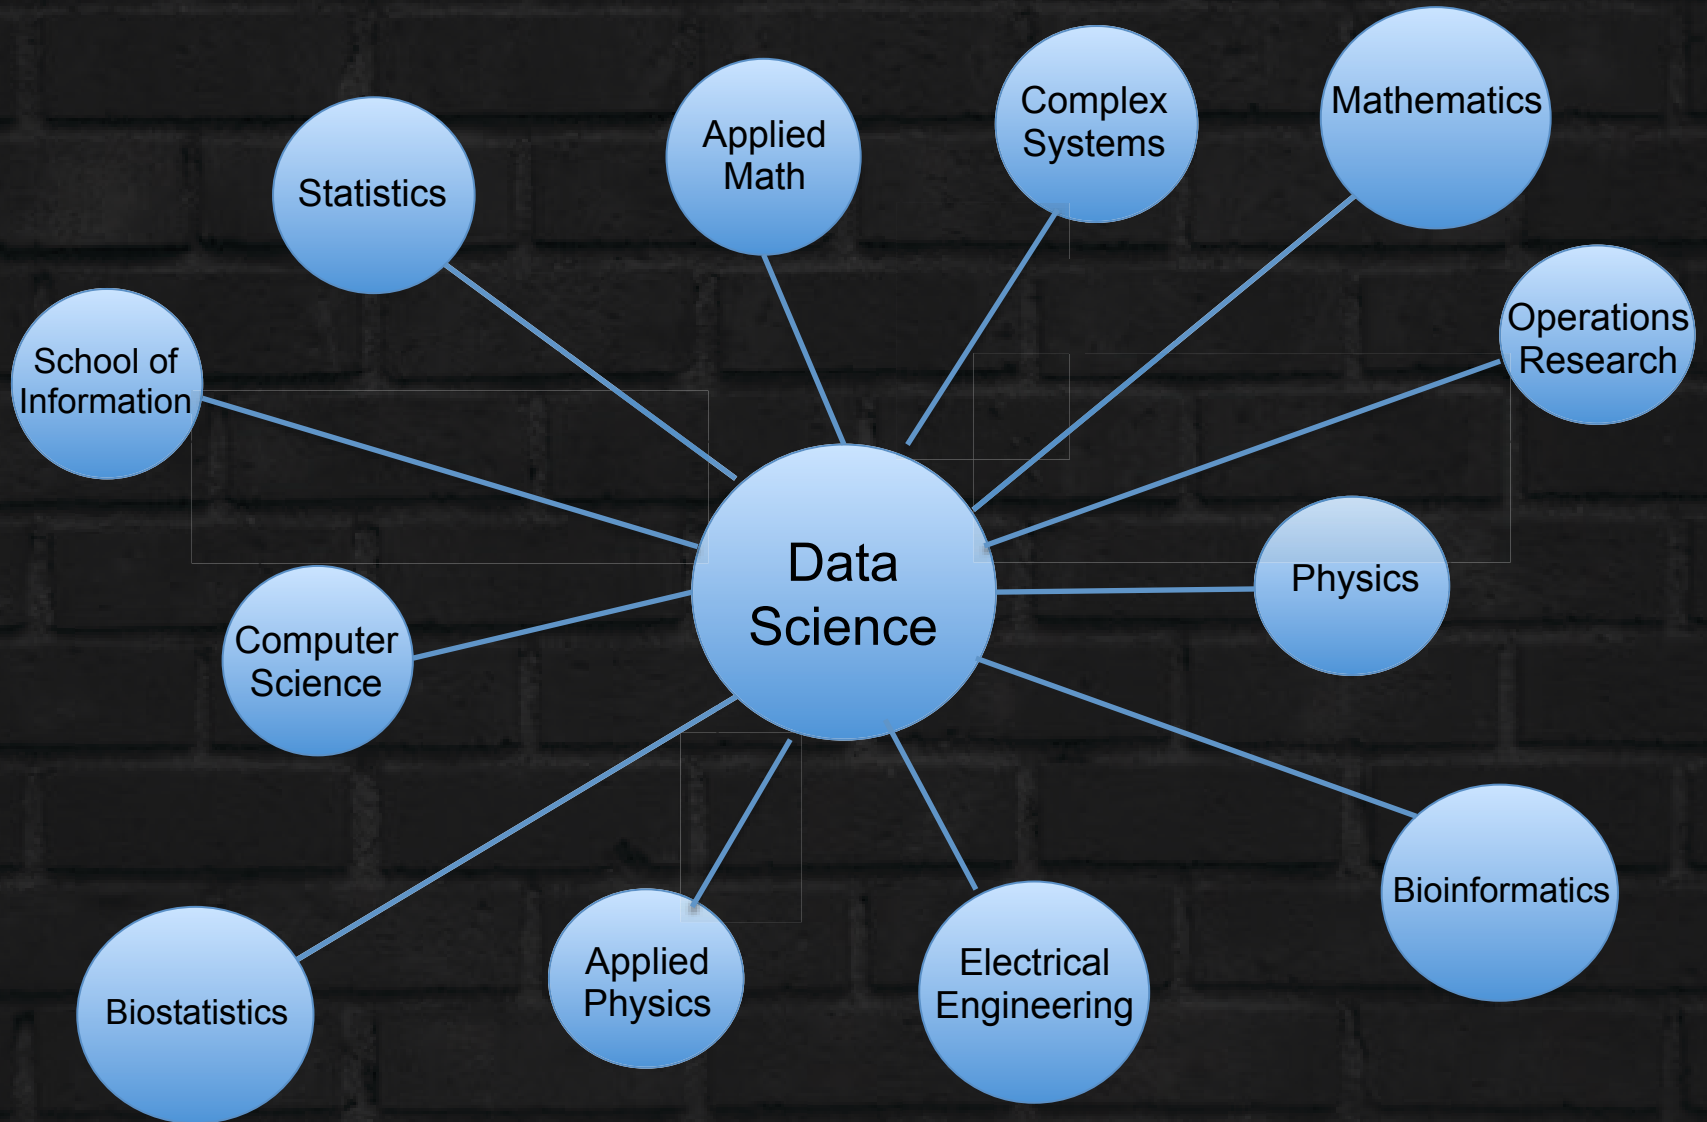 Complex
Systems
Mathematics
Applied
Math
Statistics
Operations
Research
School of
Information
Data
Science
Physics
Computer
Science
Bioinformatics
Applied
Physics
Electrical
Engineering
Biostatistics